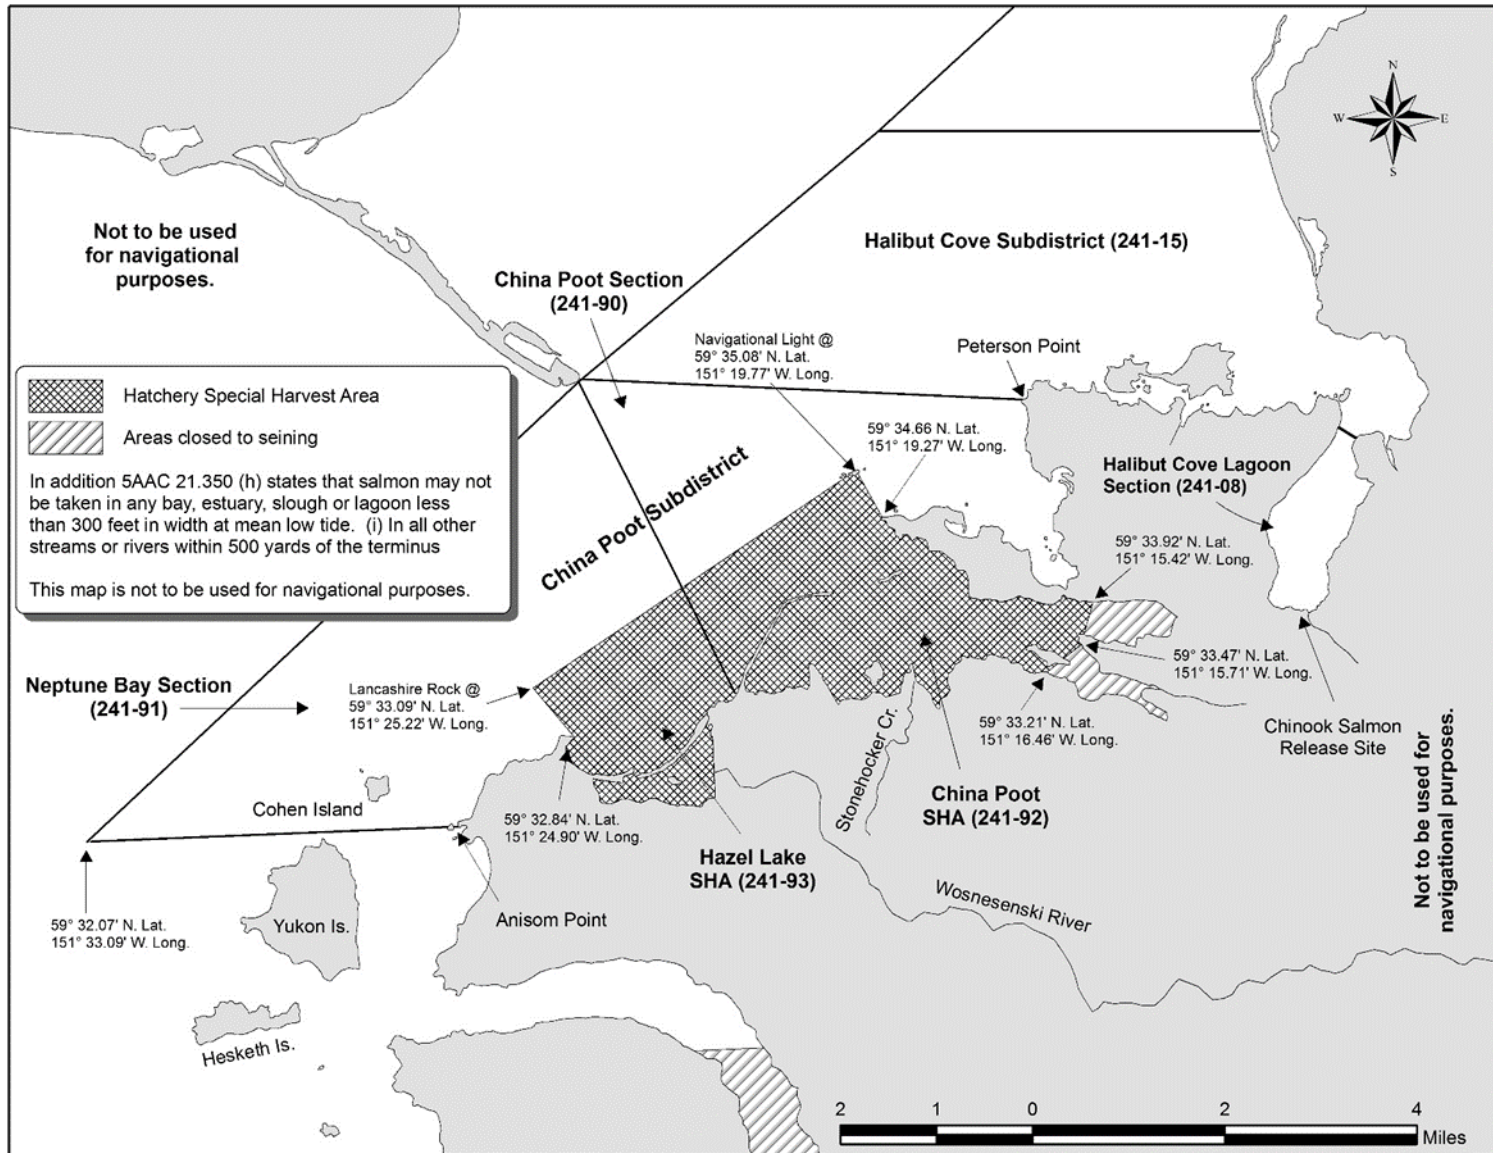 N
W
E
S
Not to be used
for navigational
purposes.
Halibut Cove Subdistrict (241-15)
China Poot Section
(241-90)
Navigational Light @
59° 35.08' N. Lat.
151° 19.77' W. Long.
Peterson Point
Hatchery Special Harvest Area
Areas closed to seining
In addition 5AAC 21.350 (h) states that salmon may not
be taken in any bay, estuary, slough or lagoon less
than 300 feet in width at mean low tide. (i) In all other
streams or rivers within 500 yards of the terminus
This map is not to be used for navigational purposes.
59° 34.66 N. Lat.
151° 19.27' W. Long.
Halibut Cove Lagoon
Section (241-08)
China Poot Subdistrict
59° 33.92' N. Lat.
151° 15.42' W. Long.
59° 33.47' N. Lat.
151° 15.71' W. Long.
Neptune Bay Section
(241-91)
Lancashire Rock @
59° 33.09' N. Lat.
151° 25.22' W. Long.
59° 33.21' N. Lat.
151° 16.46' W. Long.
Chinook Salmon
Release Site
Not to be used for
navigational purposes.
Stonehocker Cr.
China Poot
SHA (241-92)
Cohen Island
59° 32.84' N. Lat.
151° 24.90' W. Long.
Hazel Lake
SHA (241-93)
Wosnesenski River
Anisom Point
59° 32.07' N. Lat.
151° 33.09' W. Long.
Yukon Is.
Hesketh Is.
2 1 0 2 4
Miles